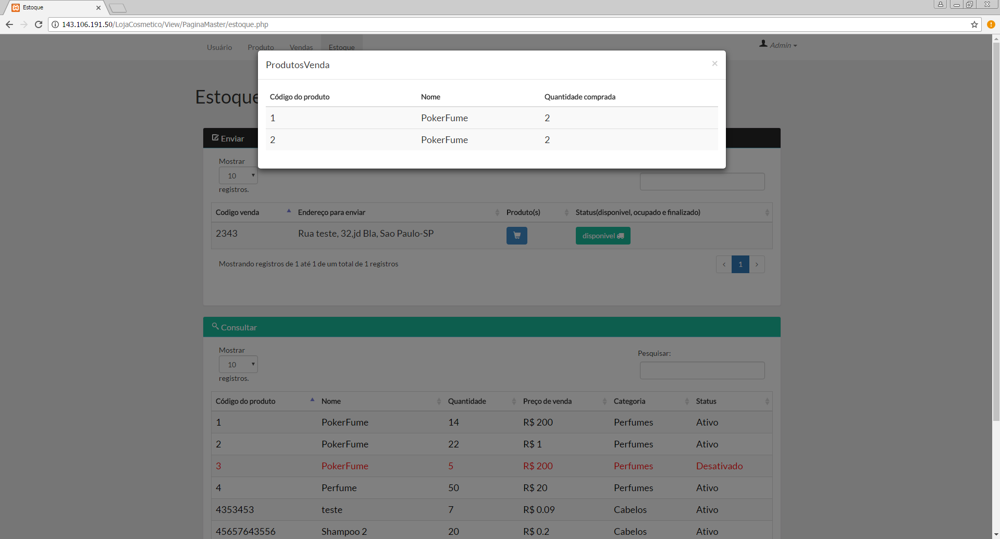 Estoque
143.106.191.50/LojaCosmetico/View/PaginaMaster/estoque.php
Usuário Produto Vendas Estoque Admin
ProdutosVenda ×
Código do produto Nome Quantidade comprada
1 PokerFume 2
2 PokerFume 2
Estoque
Enviar
Mostrar
10
registros.
Codigo venda Endereço para enviar Produto(s) Status(disponivel, ocupado e finalizado)
2343 Rua teste, 32,jd Bla, Sao Paulo-SP disponivel
Mostrando registros de 1 até 1 de um total de 1 registros ‹ 1 ›
Consultar
Mostrar
10
registros.
Pesquisar:
Código do produto Nome Quantidade Preço de venda Categoria Status
1 PokerFume 14 R$ 200 Perfumes Ativo
2 PokerFume 22 R$ 1 Perfumes Ativo
3 PokerFume 5 R$ 200 Perfumes Desativado
4 Perfume 50 R$ 20 Perfumes Ativo
4353453 teste 7 R$ 0.09 Cabelos Ativo
45657643556 Shampoo 2 20 R$ 0.2 Cabelos Ativo